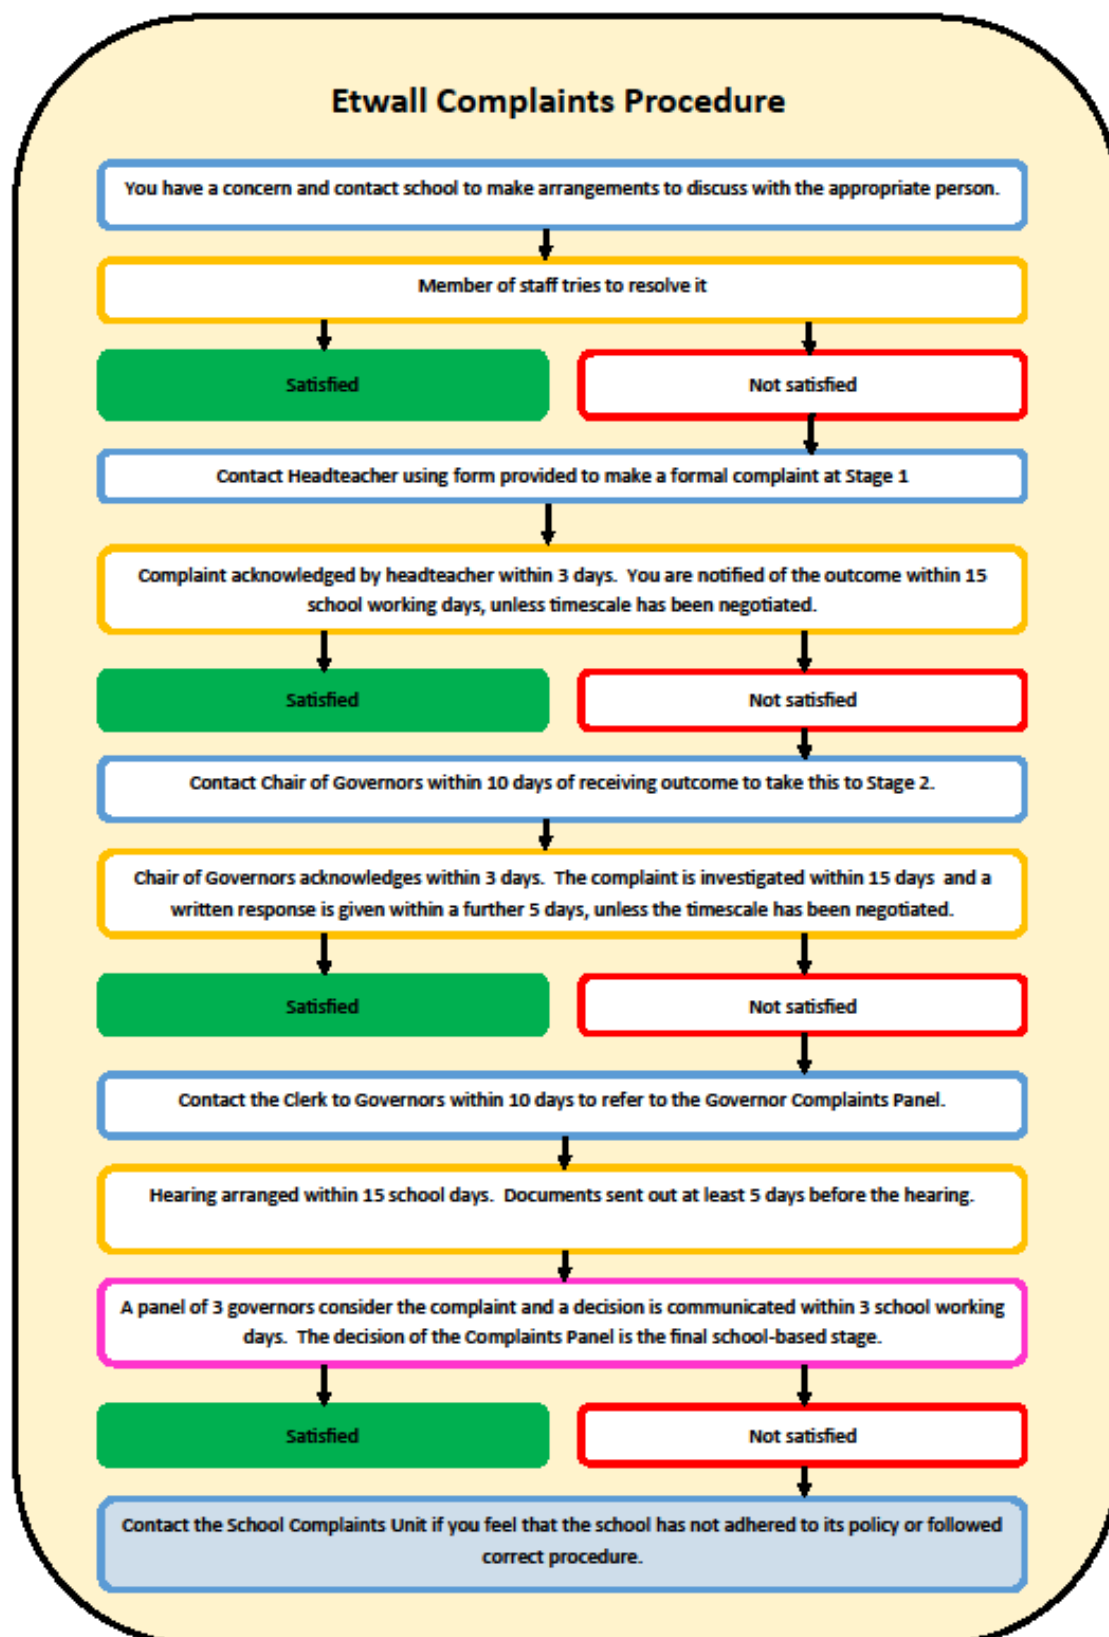 Etwall Complaints Procedure
You have a concern and contact school to make arrangements to discuss with the appropriate person.
Member of staff tries to resolve it
Satisfied
Not satisfied
Contact Headteacher using form provided to make a formal complaint at Stage 1
Complaint acknowledged by headteacher within 3 days. You are notified of the outcome within 15
school working days, unless timescale has been negotiated.
Satisfied
Not satisfied
Contact Chair of Governors within 10 days of receiving outcome to take this to Stage 2.
Chair of Governors acknowledges within 3 days. The complaint is investigated within 15 days and a
written response is given within a further 5 days, unless the timescale has been negotiated.
Satisfied
Not satisfied
Contact the Clerk to Governors within 10 days to refer to the Governor Complaints Panel.
Hearing arranged within 15 school days. Documents sent out at least 5 days before the hearing.
A panel of 3 governors consider the complaint and a decision is communicated within 3 school working
days. The decision of the Complaints Panel is the final school-based stage.
Satisfied
Not satisfied
Contact the School Complaints Unit if you feel that the school has not adhered to its policy or followed
correct procedure.